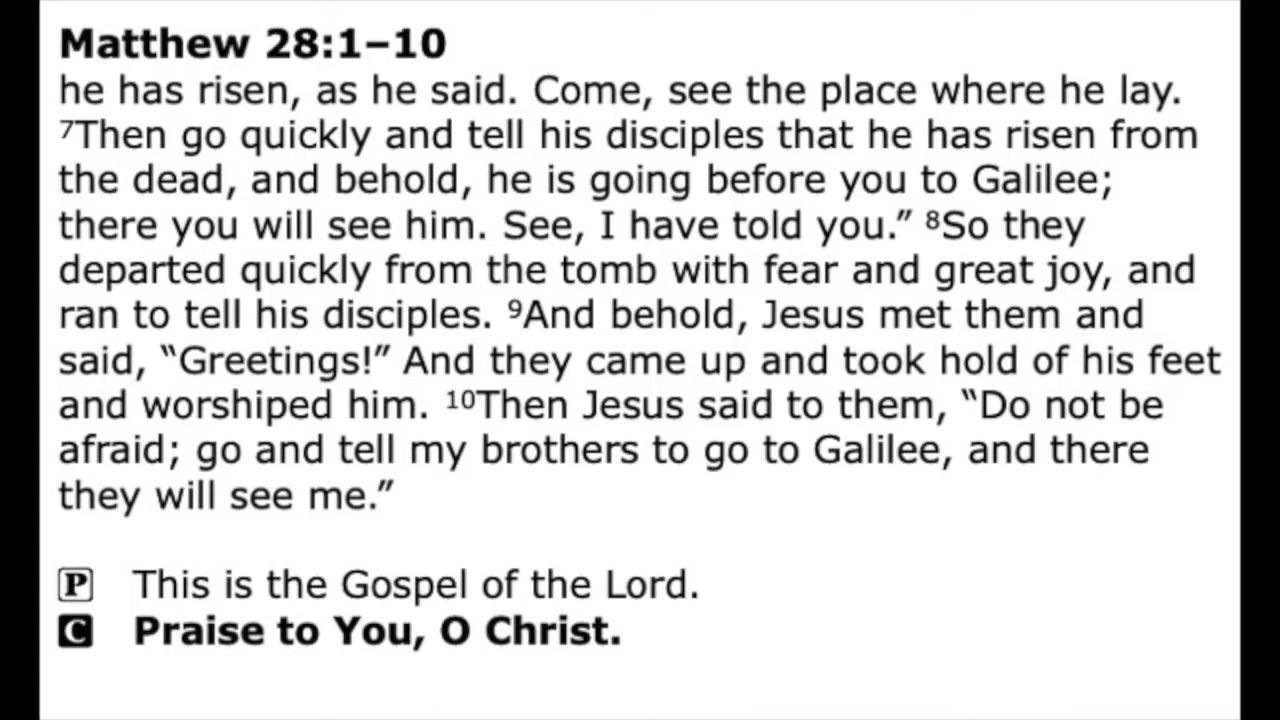 Matthew 28:1–10
he has risen, as he said. Come, see the place where he lay.
⁷Then go quickly and tell his disciples that he has risen from
the dead, and behold, he is going before you to Galilee;
there you will see him. See, I have told you.” ⁸So they
departed quickly from the tomb with fear and great joy, and
ran to tell his disciples. ⁹And behold, Jesus met them and
said, “Greetings!” And they came up and took hold of his feet
and worshiped him. ¹⁰Then Jesus said to them, “Do not be
afraid; go and tell my brothers to go to Galilee, and there
they will see me.”
P This is the Gospel of the Lord.
C Praise to You, O Christ.